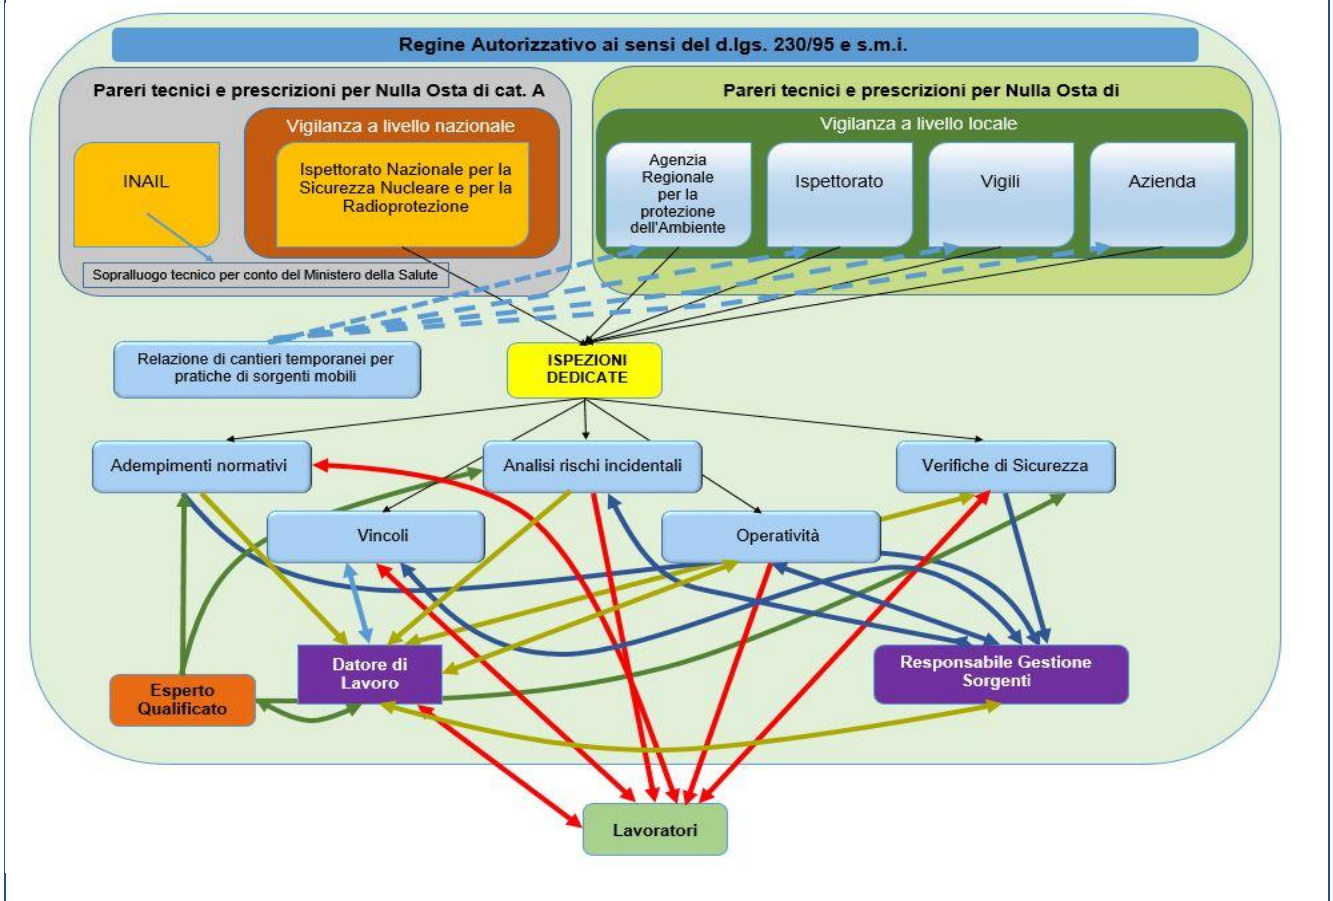 Regine Autorizzativo ai sensi del d.lgs. 230/95 e s.m.i.
Pareri tecnici e prescrizioni per Nulla Osta di cat. A
Vigilanza a livello nazionale
INAIL
Ispettorato Nazionale per la
Sicurezza Nucleare e per la
Radioprotezione
Sopralluogo tecnico per conto del Ministero della Salute
Pareri tecnici e prescrizioni per Nulla Osta di
Vigilanza a livello locale
Agenzia
Regionale
per la
protezione
dell'Ambiente
Ispettorato
Vigili
Azienda
Relazione di cantieri temporanei per
pratiche di sorgenti mobili
ISPEZIONI
DEDICATE
Adempimenti normativi
Analisi rischi incidentali
Verifiche di Sicurezza
Vincoli
Operatività
Datore di
Lavoro
Responsabile Gestione
Sorgenti
Esperto
Qualificato
Lavoratori